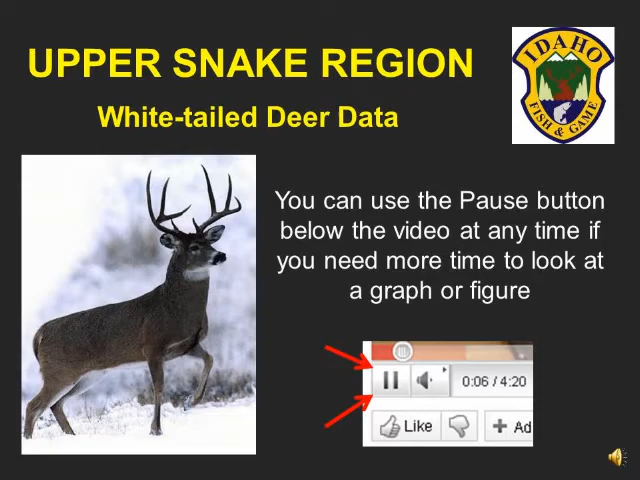 UPPER SNAKE REGION
White-tailed Deer Data
IDAHO
FISH & GAME
You can use the Pause button
below the video at any time if
you need more time to look at
a graph or figure
0:06 / 4:20
Like
Ad